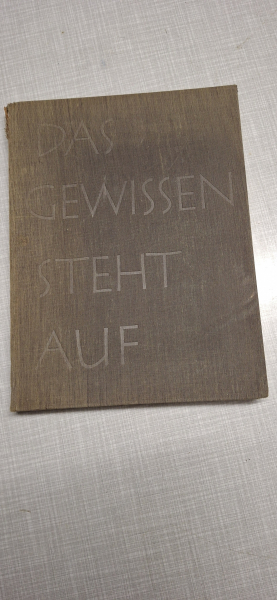 DAS
GEWISSEN
STEHT
AUF